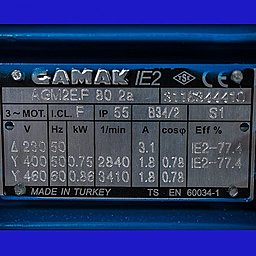 GAMAK IE2 TSE CE
AGM2E.F 80 2a
3~MOT. I.CL. F IP 55 B34/2 S1
V Hz kW 1/min A cosφ Eff %
Δ 230 50 3.1 IE2-77.4
Y 400 50 0.75 2840 1.8 0.78 IE2-77.4
Y 460 60 0.86 3410 1.8 0.78
MADE IN TURKEY TS - EN 60034-1